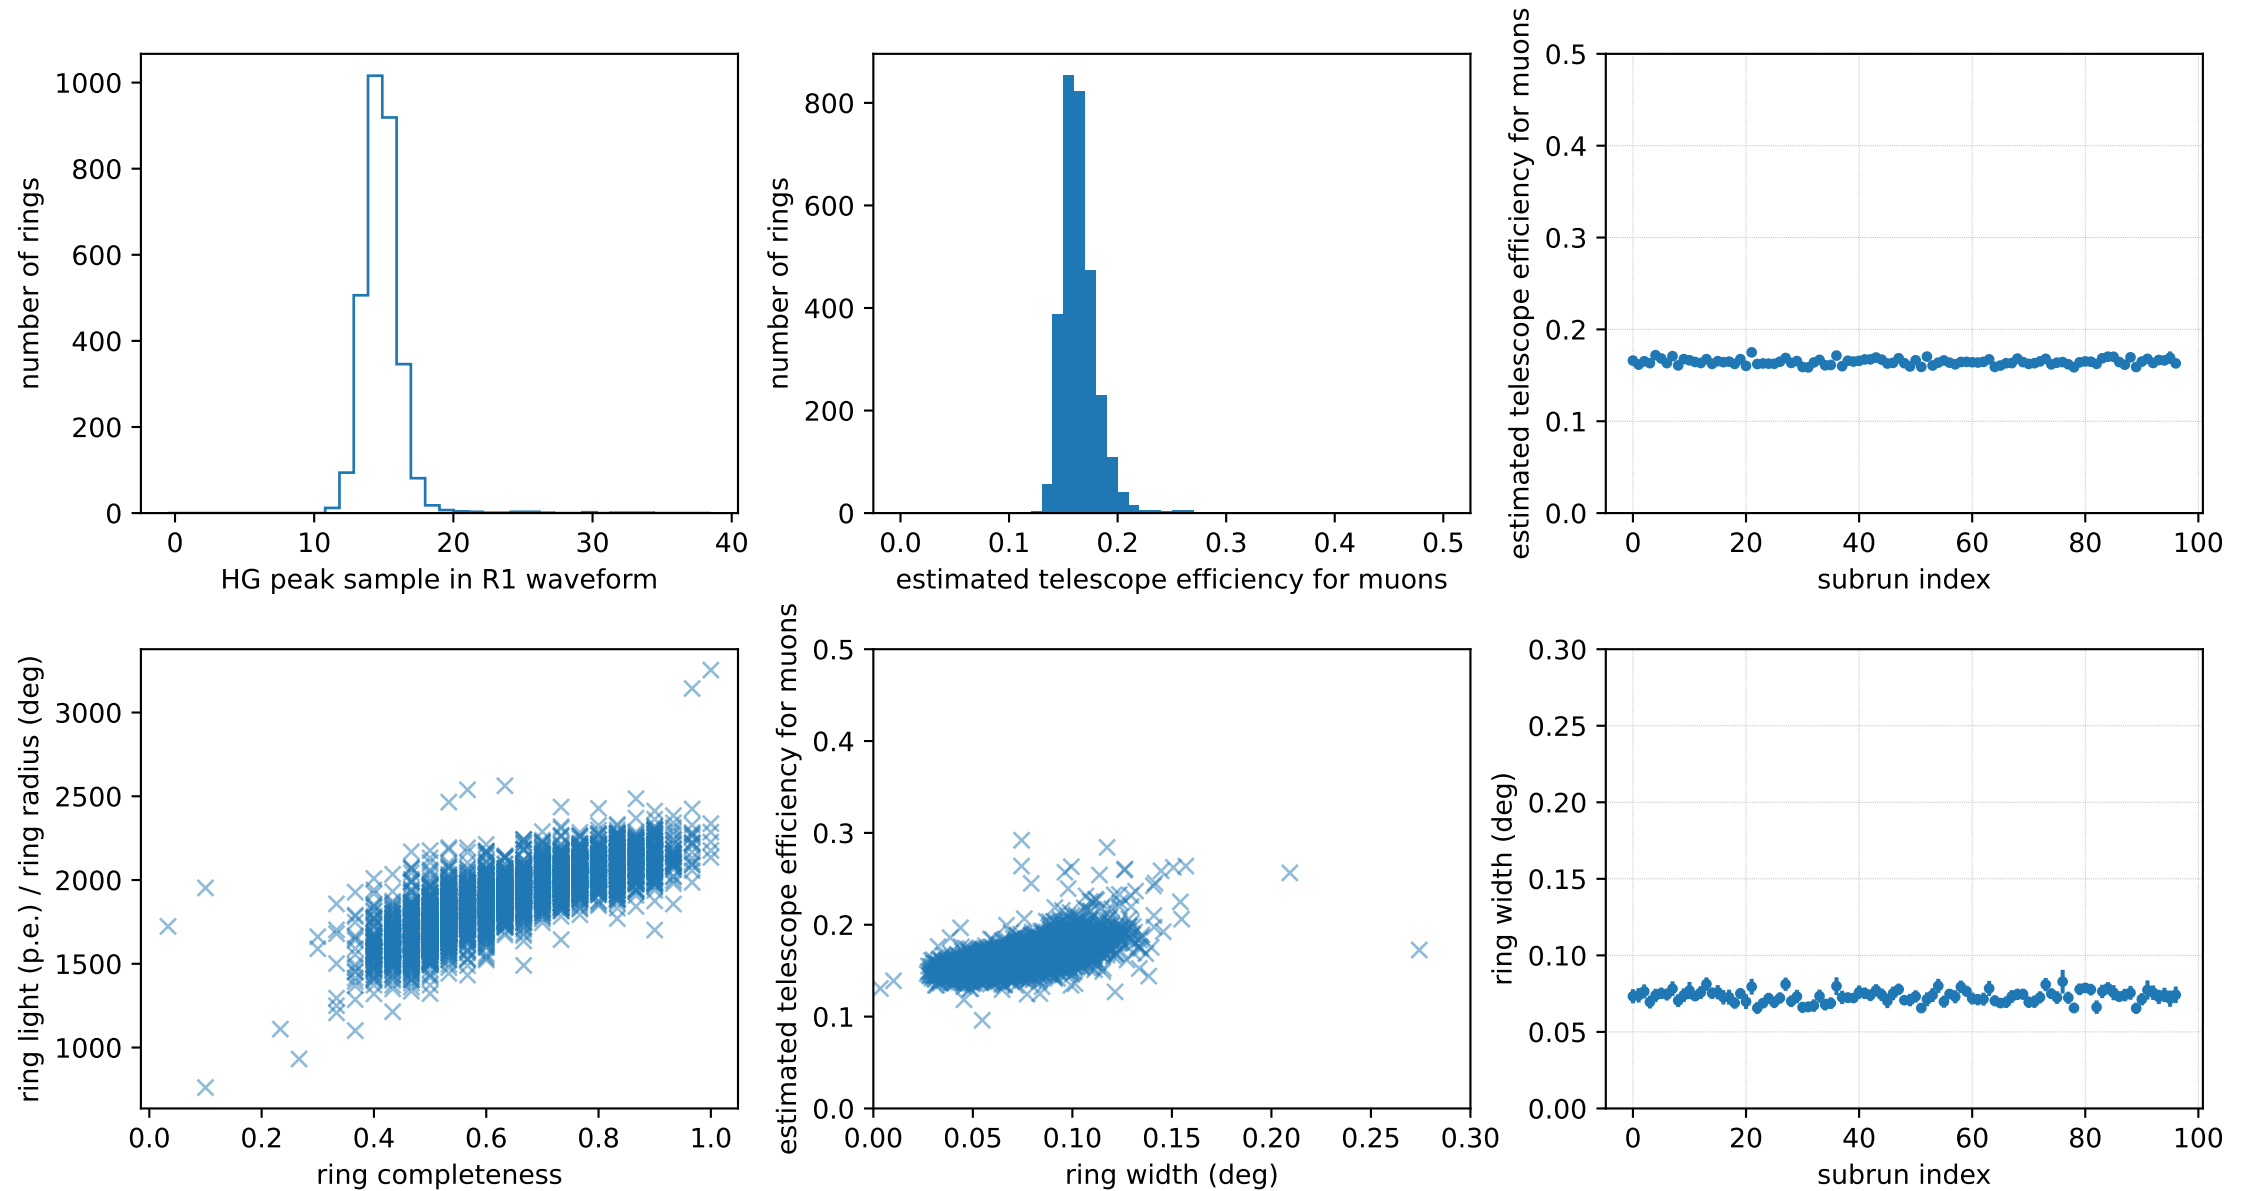 number of rings
1000
800
600
400
200
0
0 10 20 30 40
HG peak sample in R1 waveform
number of rings
800
600
400
200
0
0.0 0.1 0.2 0.3 0.4 0.5
estimated telescope efficiency for muons
estimated telescope efficiency for muons
0.5
0.4
0.3
0.2
0.1
0.0
0 20 40 60 80 100
subrun index
ring light (p.e.) / ring radius (deg)
3000
2500
2000
1500
1000
0.0 0.2 0.4 0.6 0.8 1.0
ring completeness
estimated telescope efficiency for muons
0.5
0.4
0.3
0.2
0.1
0.0
0.00 0.05 0.10 0.15 0.20 0.25 0.30
ring width (deg)
ring width (deg)
0.30
0.25
0.20
0.15
0.10
0.05
0.00
0 20 40 60 80 100
subrun index